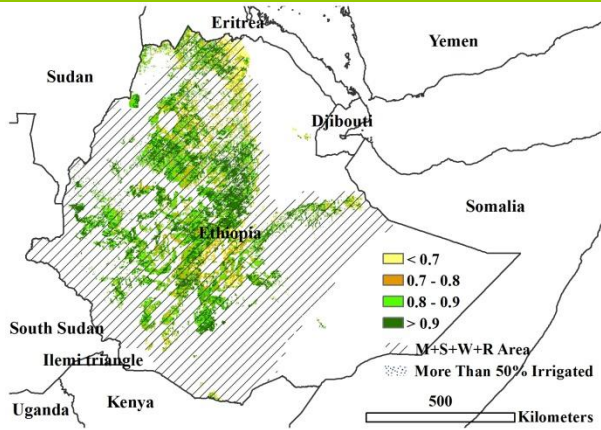 Eritrea
Yemen
Sudan
Djibouti
Somalia
Ethiopia
< 0.7
0.7 - 0.8
0.8 - 0.9
> 0.9
South Sudan
M+S+W+R Area
Ilemi triangle
More Than 50% Irrigated
Uganda
Kenya
500
Kilometers